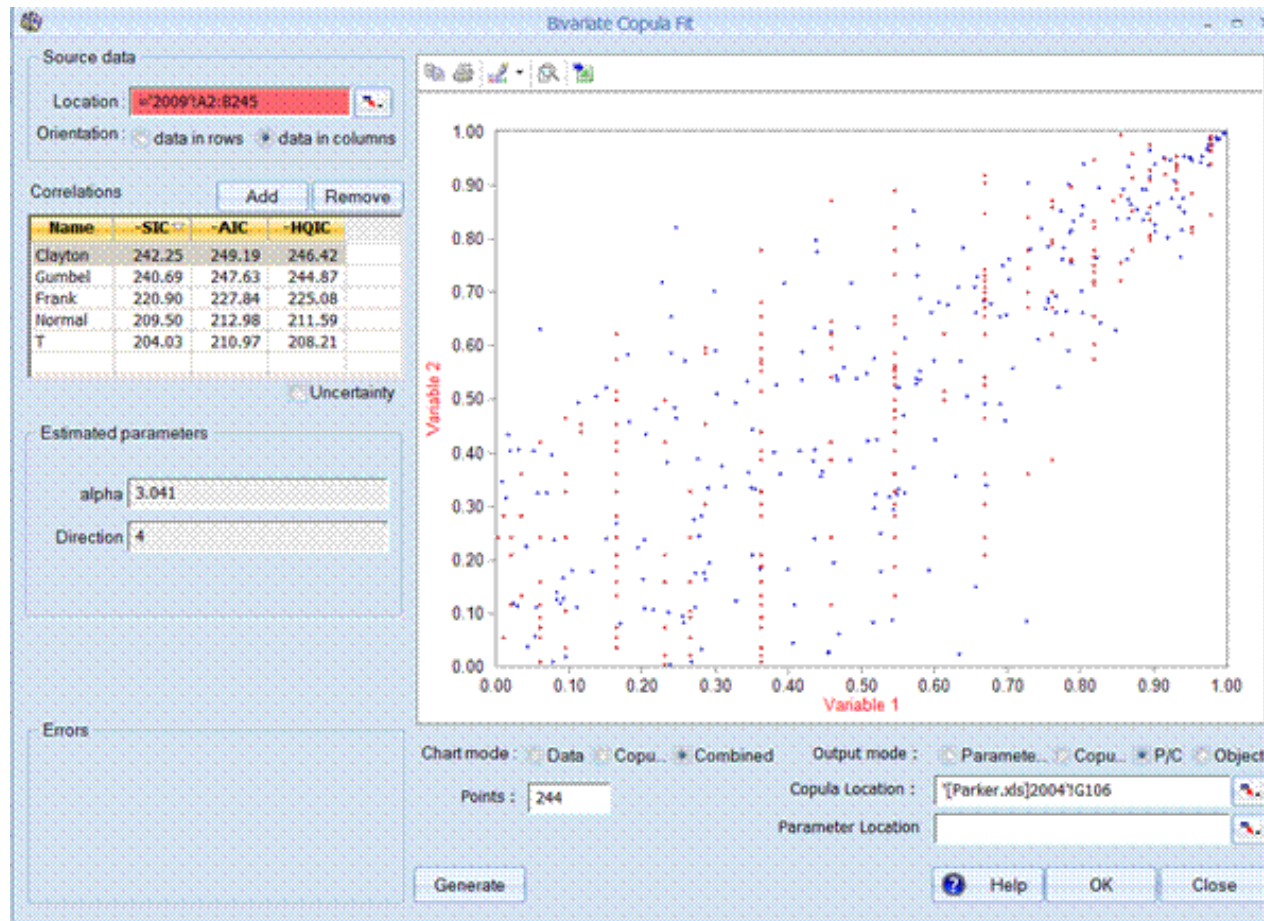 Bivariate Copula Fit
Source data
Location : ='2009'!A2:B245
Orientation : data in rows data in columns
Correlations Add Remove
Name -SIC -AIC -HQIC
Clayton 242.25 249.19 246.42
Gumbel 240.69 247.63 244.87
Frank 220.90 227.84 225.08
Normal 209.50 212.98 211.59
T 204.03 210.97 208.21
Uncertainty
Estimated parameters
alpha 3.041
Direction 4
Errors
1.00
0.90
0.80
0.70
0.60
0.50
0.40
0.30
0.20
0.10
0.00
Variable 2
0.00 0.10 0.20 0.30 0.40 0.50 0.60 0.70 0.80 0.90 1.00
Variable 1
Chart mode : Data Copu... Combined Output mode : Paramete... Copu... P/C Object
Points : 244
Copula Location : '[Parker.xls]2004'!G106
Parameter Location
Generate Help OK Close